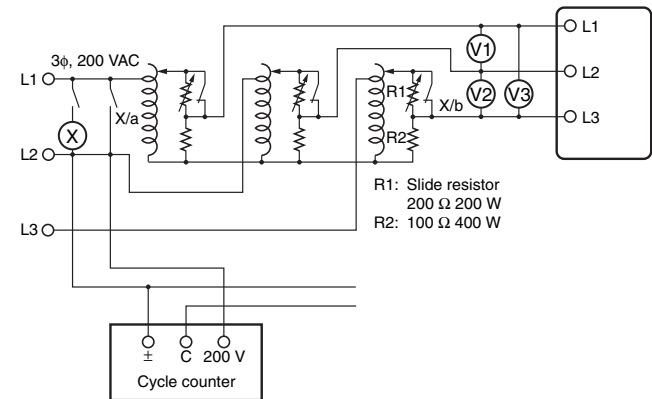 3ϕ, 200 VAC
L1
L2
L3
X
X/a
R1
R2
X/b
V1
V2
V3
L1
L2
L3
R1: Slide resistor
200 Ω 200 W
R2: 100 Ω 400 W
± C 200 V
Cycle counter